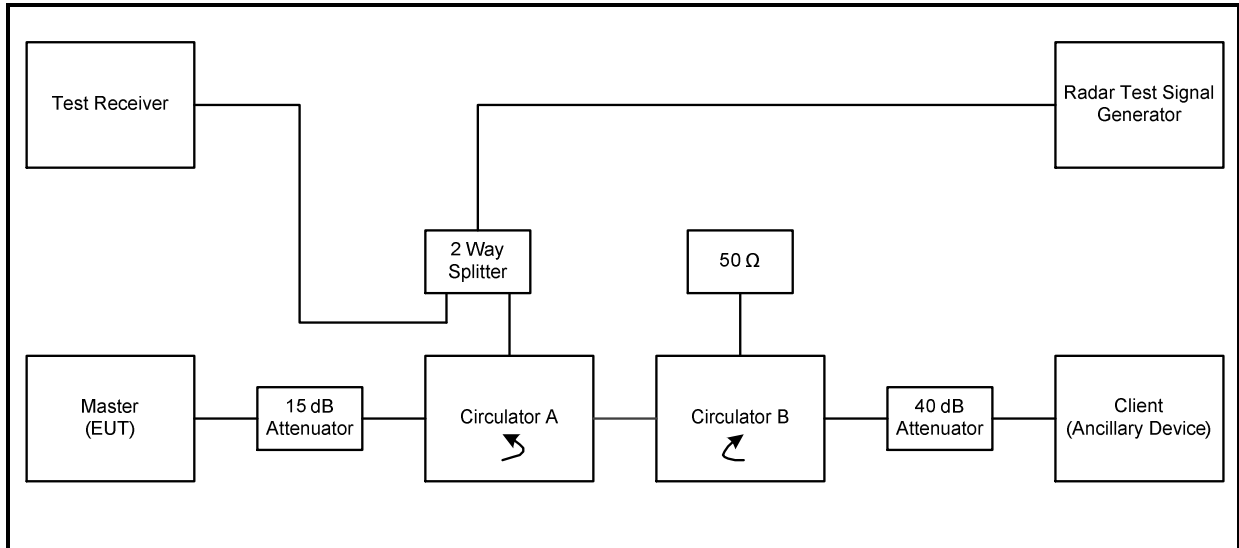 Test Receiver
Radar Test Signal
Generator
2 Way
Splitter
50 Ω
Master
(EUT)
15 dB
Attenuator
Circulator A
Circulator B
40 dB
Attenuator
Client
(Ancillary Device)